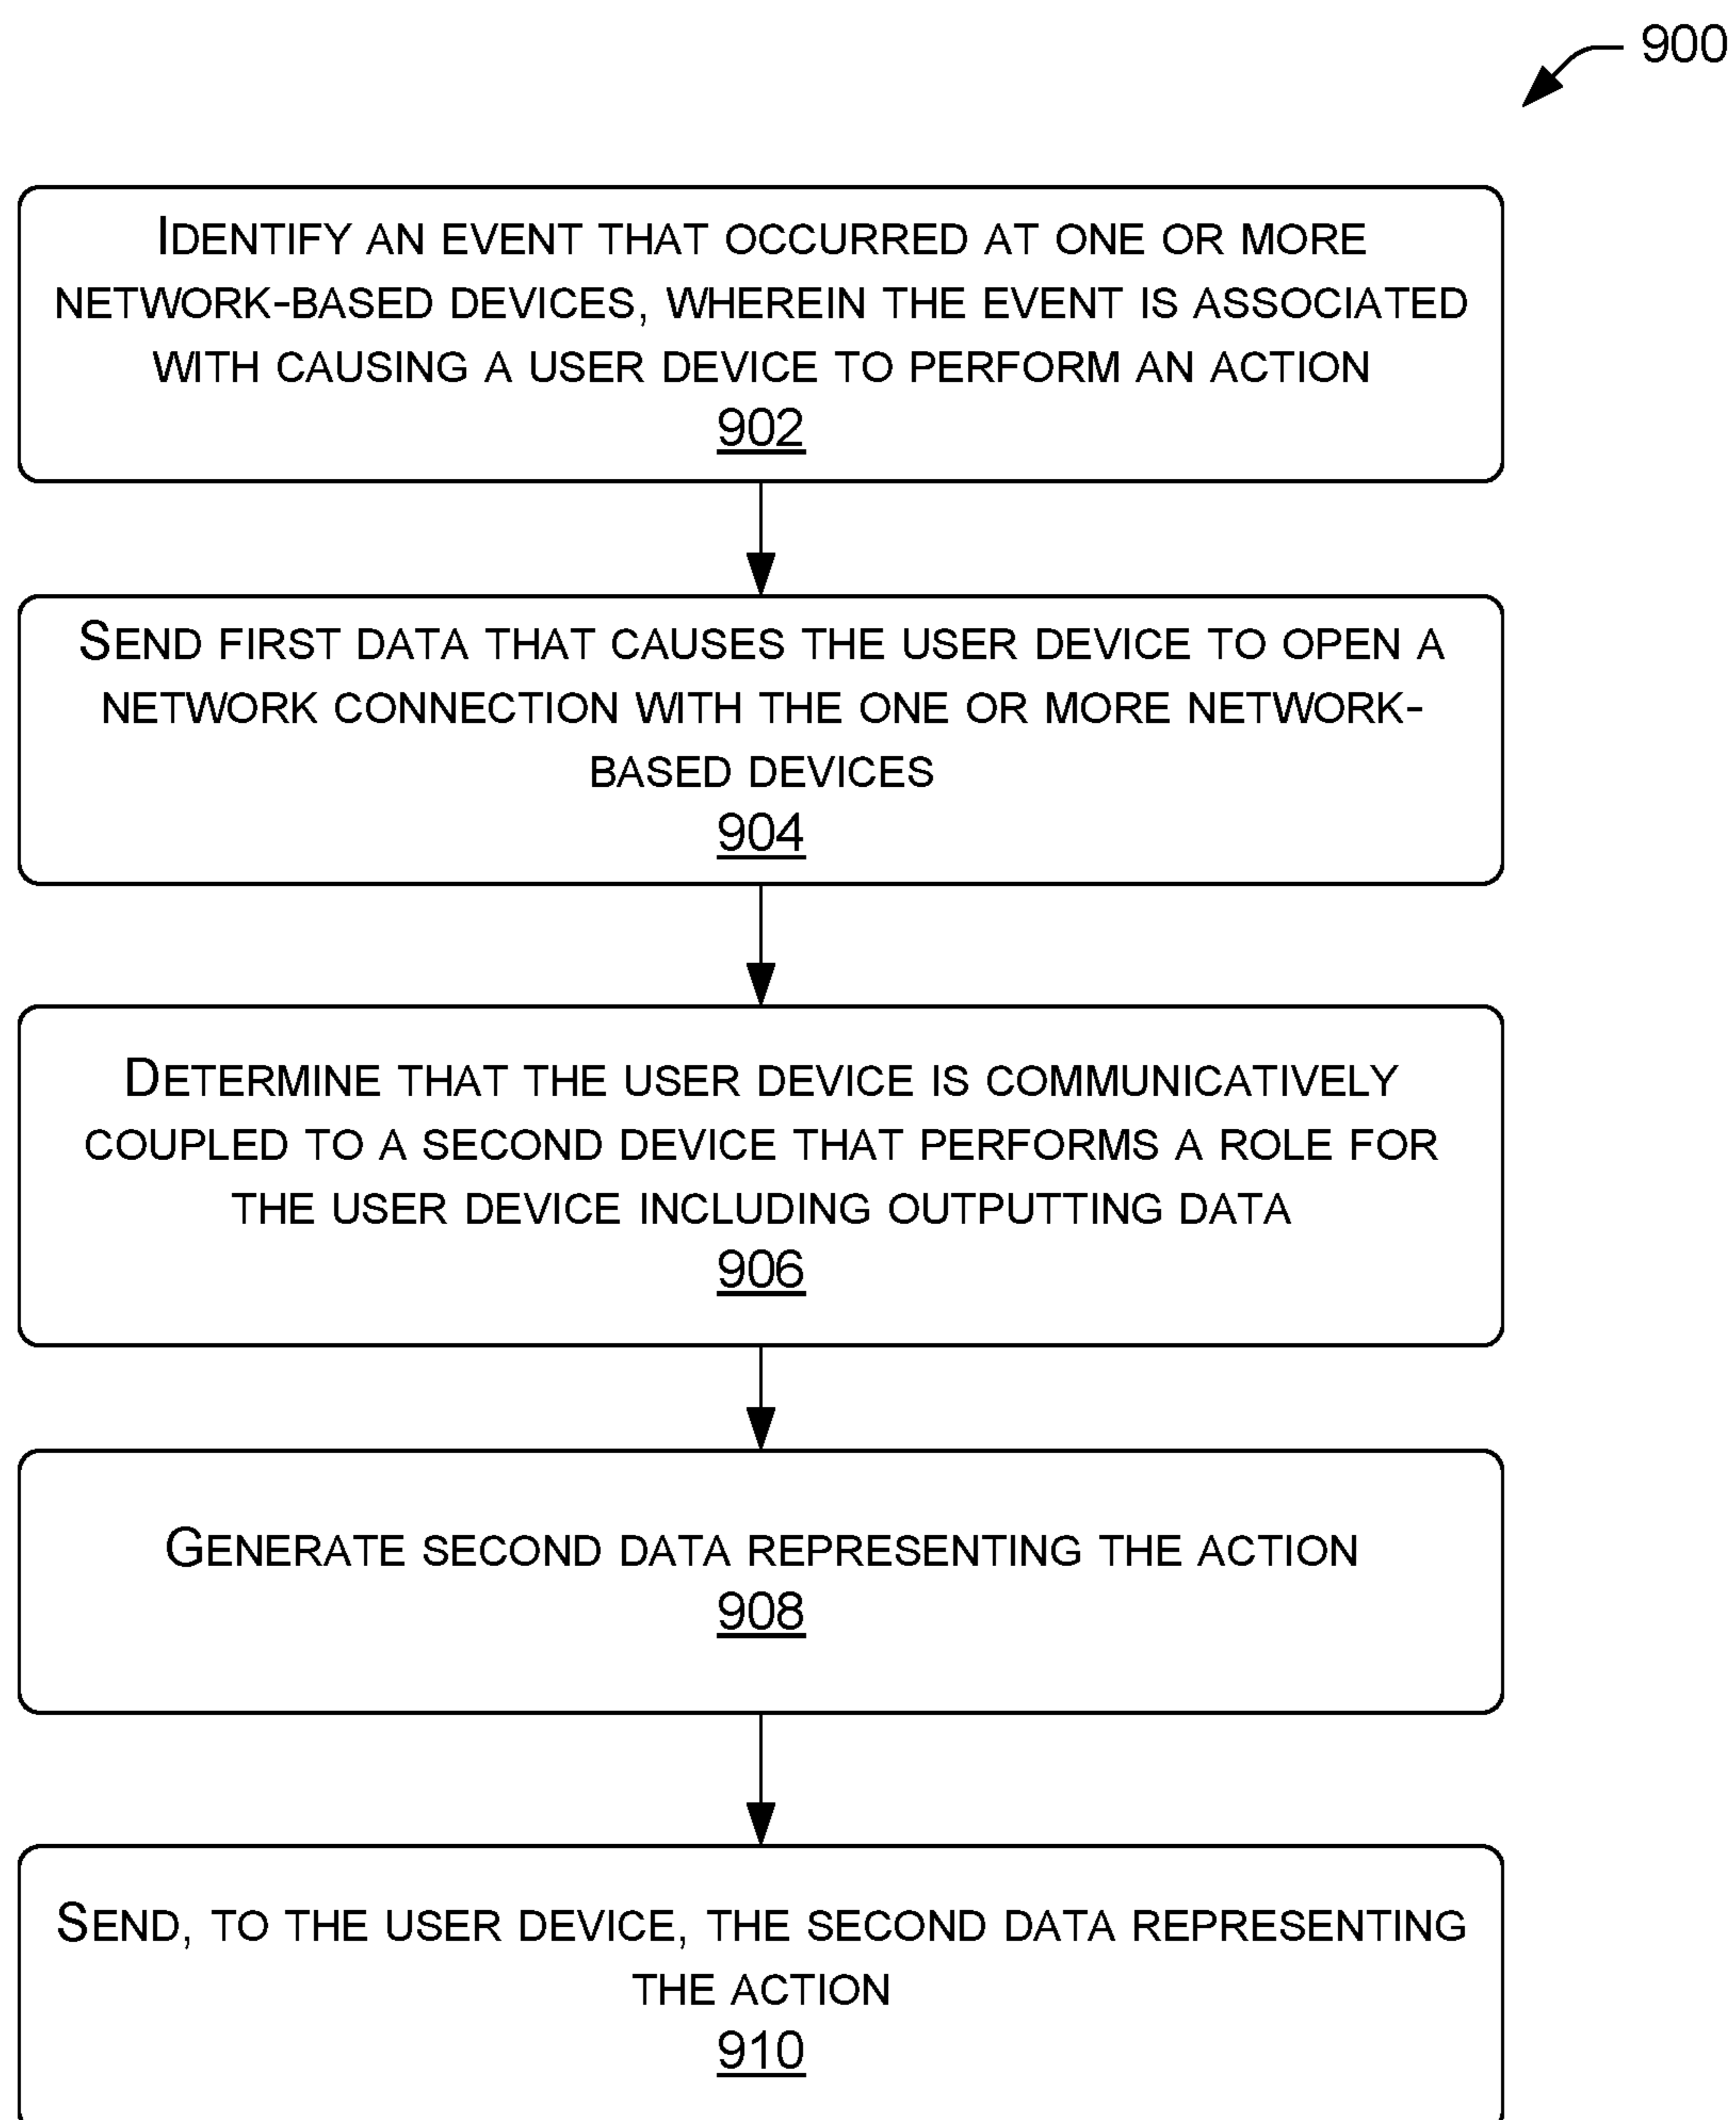 900
IDENTIFY AN EVENT THAT OCCURRED AT ONE OR MORE
NETWORK-BASED DEVICES, WHEREIN THE EVENT IS ASSOCIATED
WITH CAUSING A USER DEVICE TO PERFORM AN ACTION
902
SEND FIRST DATA THAT CAUSES THE USER DEVICE TO OPEN A
NETWORK CONNECTION WITH THE ONE OR MORE NETWORK-
BASED DEVICES
904
DETERMINE THAT THE USER DEVICE IS COMMUNICATIVELY
COUPLED TO A SECOND DEVICE THAT PERFORMS A ROLE FOR
THE USER DEVICE INCLUDING OUTPUTTING DATA
906
GENERATE SECOND DATA REPRESENTING THE ACTION
908
SEND, TO THE USER DEVICE, THE SECOND DATA REPRESENTING
THE ACTION
910